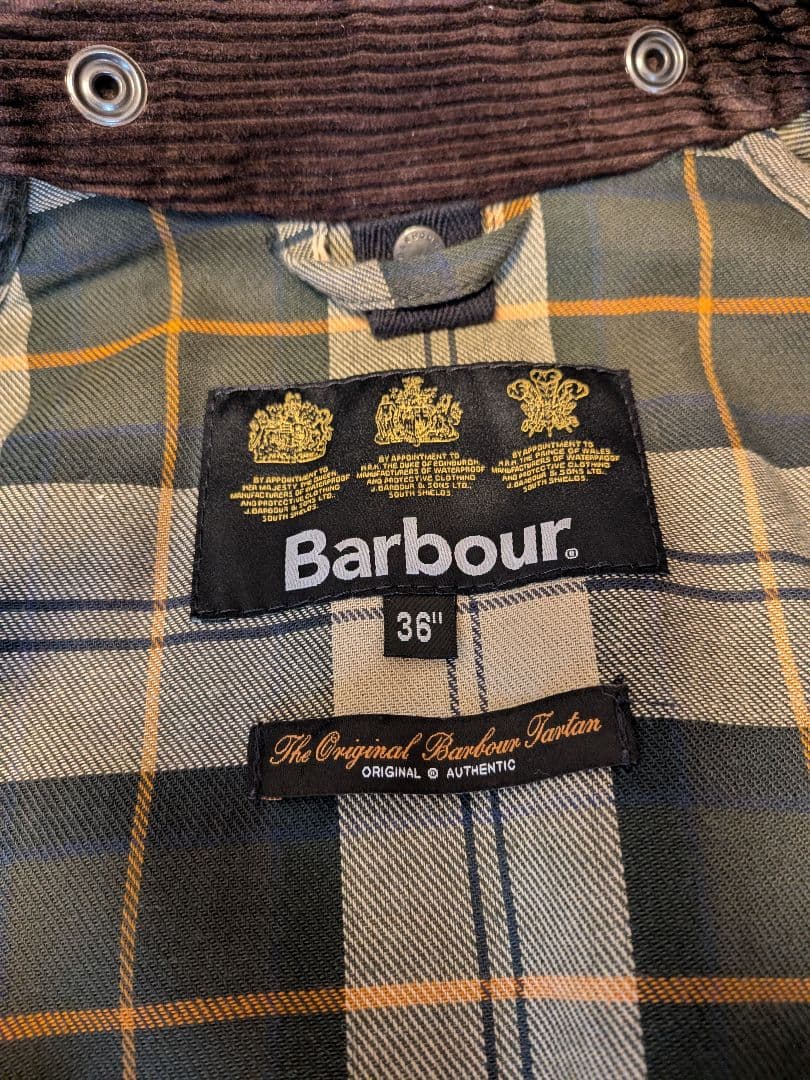 BY APPOINTMENT TO
HER MAJESTY THE QUEEN
MANUFACTURERS OF WATERPROOF
AND PROTECTIVE CLOTHING
J. BARBOUR & SONS LTD.,
SOUTH SHIELDS.
BY APPOINTMENT TO
H.R.H. THE DUKE OF EDINBURGH
MANUFACTURERS OF WATERPROOF
AND PROTECTIVE CLOTHING
J. BARBOUR & SONS LTD.,
SOUTH SHIELDS.
BY APPOINTMENT TO
H.R.H. THE PRINCE OF WALES
MANUFACTURERS OF WATERPROOF
AND PROTECTIVE CLOTHING
J. BARBOUR & SONS LTD.,
SOUTH SHIELDS.
Barbour®
36"
The Original Barbour Tartan
ORIGINAL ® AUTHENTIC